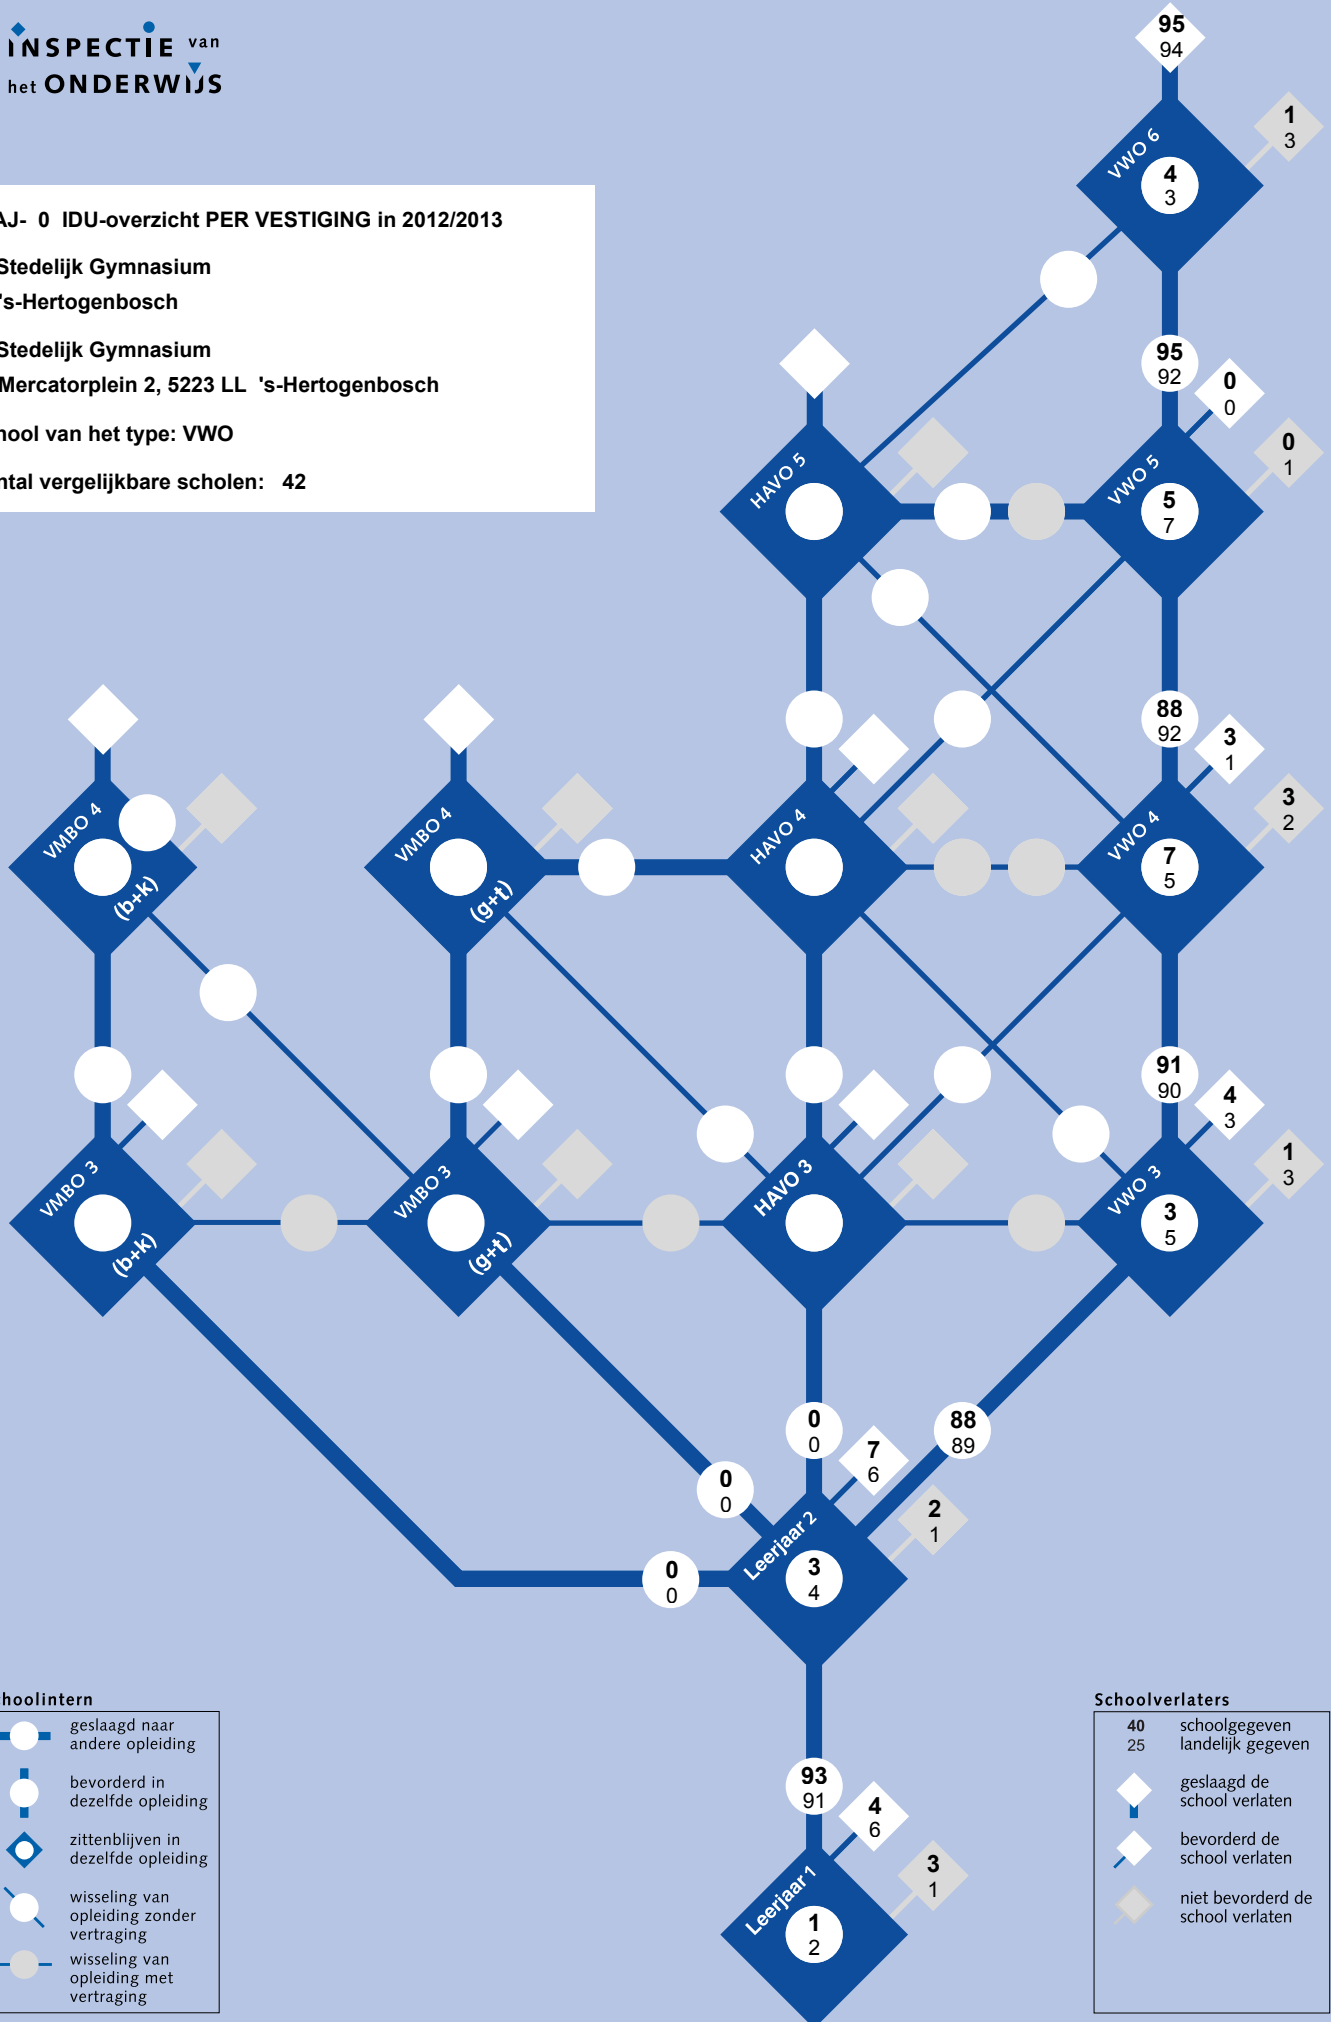 INSPECTIE van
het ONDERWIJS
95
94
1
3
VWO 6
4
3
AJ- 0 IDU-overzicht PER VESTIGING in 2012/2013
Stedelijk Gymnasium
's-Hertogenbosch
Stedelijk Gymnasium
Mercatorplein 2, 5223 LL 's-Hertogenbosch
van het type: VWO
vergelijkbare scholen: 42
95
92
0
0
0
1
HAVO 5
VWO 5
5
7
88
92
3
1
3
2
VMBO 4
(b+k)
VMBO 4
(g+t)
HAVO 4
VWO 4
7
5
91
90
4
3
1
3
VMBO 3
(b+k)
VMBO 3
(g+t)
HAVO 3
VWO 3
3
5
0
0
88
89
7
6
0
0
2
1
Leerjaar 2
3
4
0
0
93
91
4
6
3
1
Leerjaar 1
1
2
hoolintern
geslaagd naar
andere opleiding
bevorderd in
dezelfde opleiding
zittenblijven in
dezelfde opleiding
wisseling van
opleiding zonder
vertraging
wisseling van
opleiding met
vertraging
Schoolverlaters
40 schoolgegeven
25 landelijk gegeven
geslaagd de
school verlaten
bevorderd de
school verlaten
niet bevorderd de
school verlaten